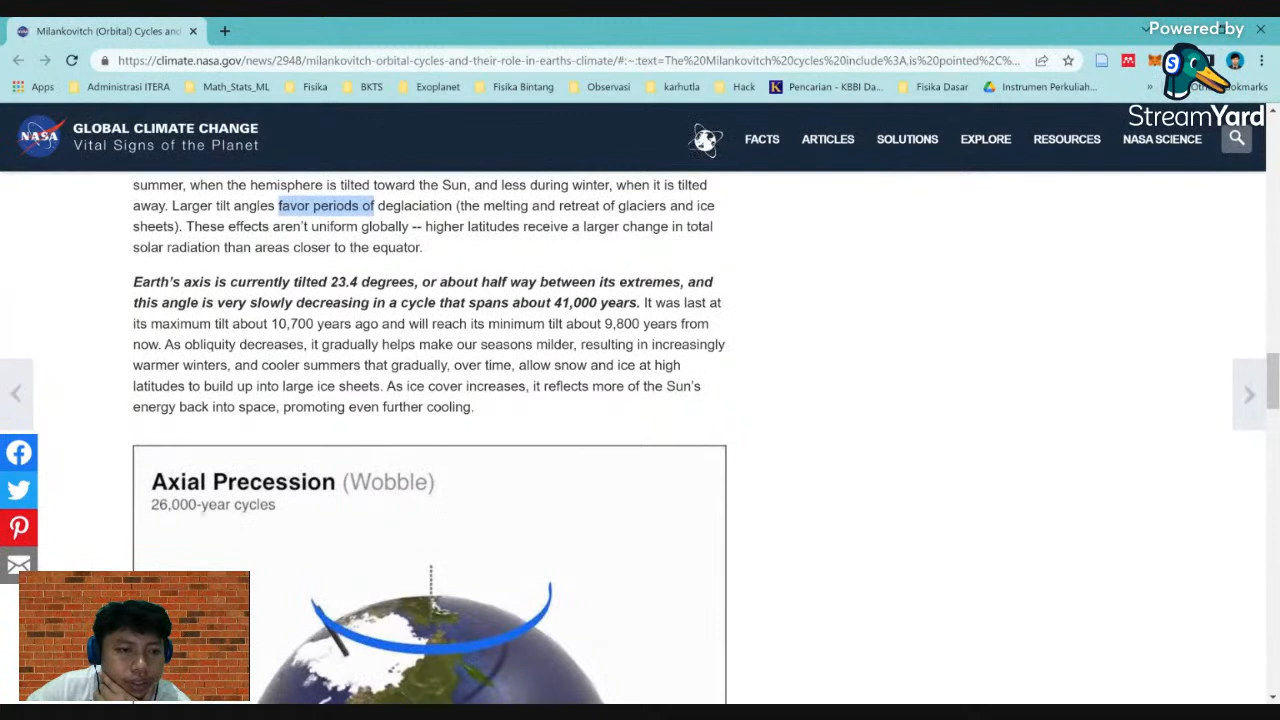 Milankovitch (Orbital) Cycles and
Powered by
https://climate.nasa.gov/news/2948/milankovitch-orbital-cycles-and-their-role-in-earths-climate/#:~:text=The%20Milankovitch%20cycles%20include%3A,is%20pointed%2C%...
Apps
Administrasi ITERA
Math_Stats_ML
Fisika
BKTS
Exoplanet
Fisika Bintang
Observasi
karhutla
Hack
Pencarian - KBBI Da...
Fisika Dasar
Instrumen Perkuliah...
»
Other Bookmarks
S
StreamYard
NASA
GLOBAL CLIMATE CHANGE
Vital Signs of the Planet
FACTS
ARTICLES
SOLUTIONS
EXPLORE
RESOURCES
NASA SCIENCE
summer, when the hemisphere is tilted toward the Sun, and less during winter, when it is tilted
away. Larger tilt angles favor periods of deglaciation (the melting and retreat of glaciers and ice
sheets). These effects aren't uniform globally -- higher latitudes receive a larger change in total
solar radiation than areas closer to the equator.
Earth's axis is currently tilted 23.4 degrees, or about half way between its extremes, and
this angle is very slowly decreasing in a cycle that spans about 41,000 years. It was last at
its maximum tilt about 10,700 years ago and will reach its minimum tilt about 9,800 years from
now. As obliquity decreases, it gradually helps make our seasons milder, resulting in increasingly
warmer winters, and cooler summers that gradually, over time, allow snow and ice at high
latitudes to build up into large ice sheets. As ice cover increases, it reflects more of the Sun's
energy back into space, promoting even further cooling.
Axial Precession (Wobble)
26,000-year cycles